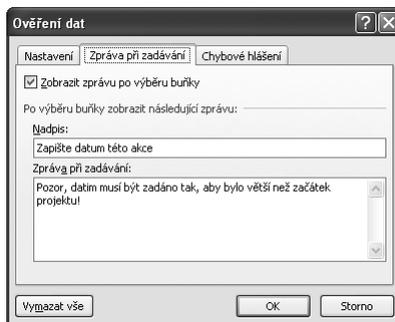 Ověření dat
Nastavení Zpráva při zadávání Chybové hlášení
Zobrazit zprávu po výběru buňky
Po výběru buňky zobrazit následující zprávu:
Nadpis:
Zapište datum této akce
Zpráva při zadávání:
Pozor, datim musí být zadáno tak, aby bylo větší než začátek
projektu!
Vymazat vše OK Storno